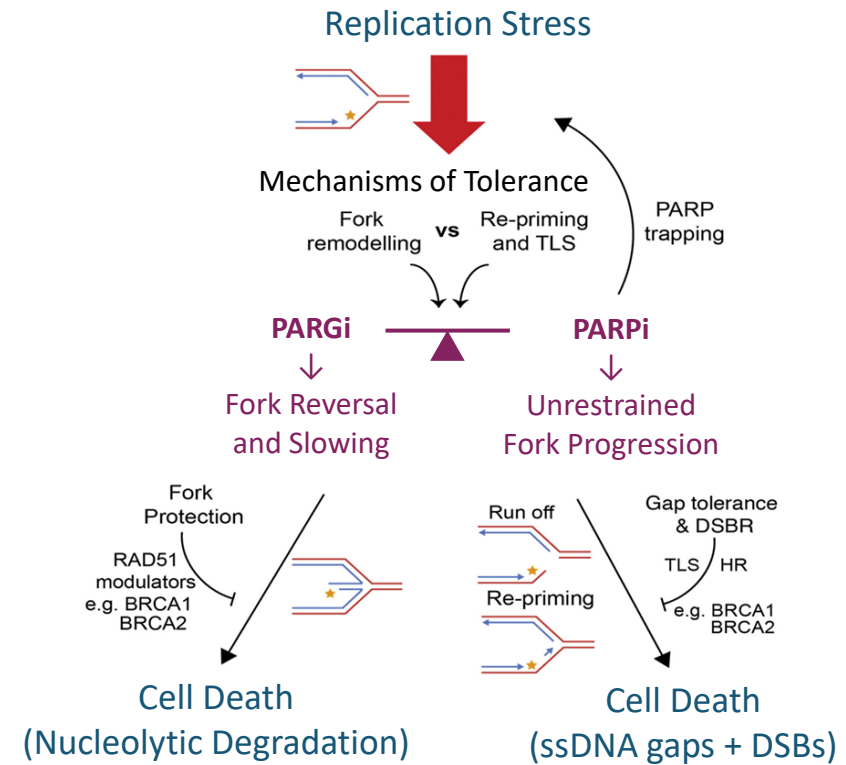 Replication Stress
Mechanisms of Tolerance
Fork
remodelling
vs
Re-priming
and TLS
PARP
trapping
PARGi
PARPi
Fork Reversal
and Slowing
Unrestrained
Fork Progression
Fork
Protection
RAD51
modulators
e.g. BRCA1
BRCA2
Run off
Re-priming
Gap tolerance
& DSBR
TLS
HR
e.g. BRCA1
BRCA2
Cell Death
(Nucleolytic Degradation)
Cell Death
(ssDNA gaps + DSBs)